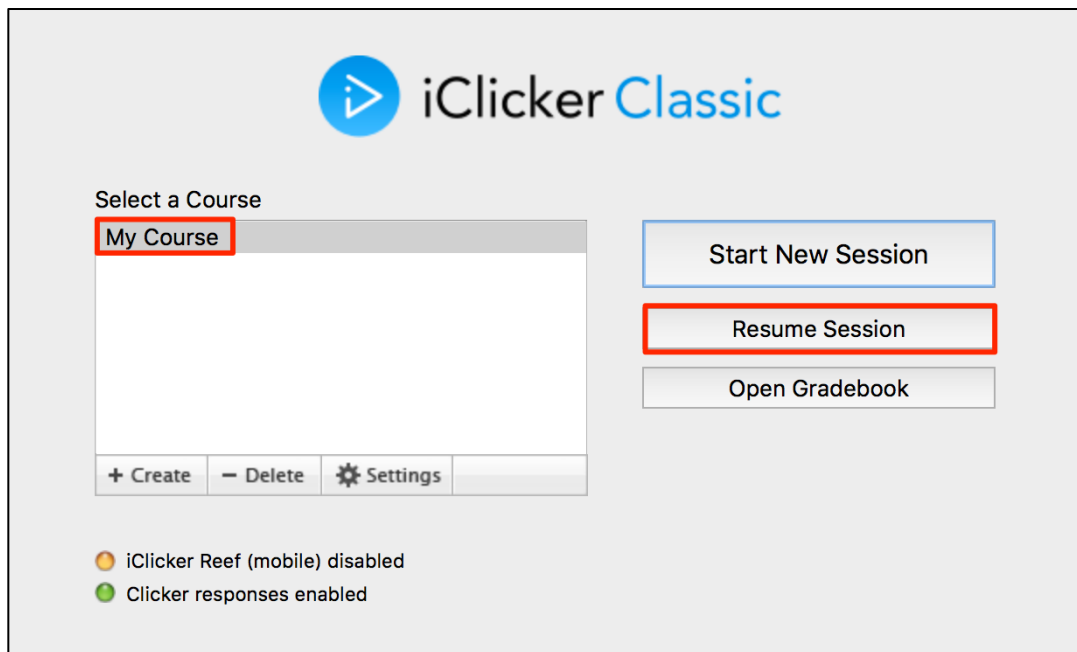 iClicker Classic
Select a Course
My Course
Start New Session
Resume Session
Open Gradebook
+ Create
− Delete
Settings
iClicker Reef (mobile) disabled
Clicker responses enabled